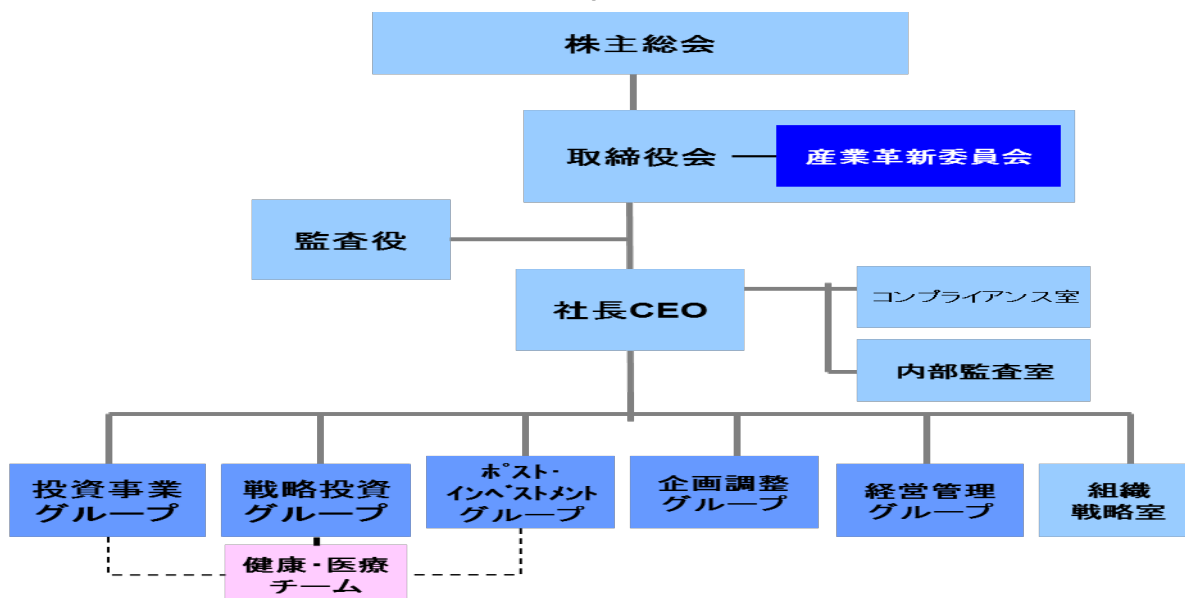 株主総会
取締役会
産業革新委員会
監査役
社長CEO
コンプライアンス室
内部監査室
投資事業
グループ
戦略投資
グループ
ﾎﾟｽﾄ・
ｲﾝﾍﾞｽﾄﾒﾝﾄ
グループ
企画調整
グループ
経営管理
グループ
組織
戦略室
健康・医療
チーム